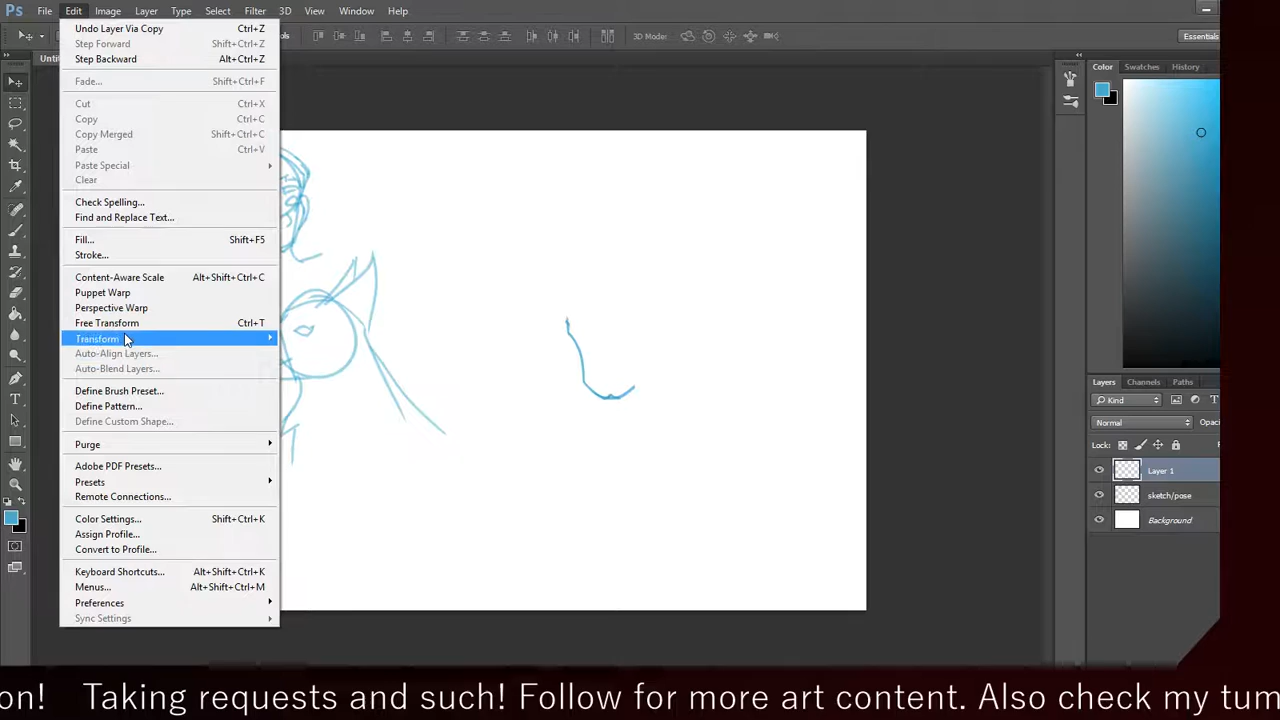 Ps File Edit Image Layer Type Select Filter 3D View Window Help
Undo Layer Via Copy Ctrl+Z
Step Forward Shift+Ctrl+Z
3D Mode:
Essentials
Step Backward Alt+Ctrl+Z
Color Swatches History
Fade... Shift+Ctrl+F
Cut Ctrl+X
Copy Ctrl+C
Copy Merged Shift+Ctrl+C
Paste Ctrl+V
Paste Special
Clear
Check Spelling...
Find and Replace Text...
Fill... Shift+F5
Stroke...
Content-Aware Scale Alt+Shift+Ctrl+C
Puppet Warp
Perspective Warp
Free Transform Ctrl+T
Transform
Auto-Align Layers...
Auto-Blend Layers...
Define Brush Preset...
Define Pattern...
Define Custom Shape...
Purge
Adobe PDF Presets...
Presets
Remote Connections...
Color Settings... Shift+Ctrl+K
Assign Profile...
Convert to Profile...
Keyboard Shortcuts... Alt+Shift+Ctrl+K
Menus... Alt+Shift+Ctrl+M
Preferences
Sync Settings
Layers Channels Paths
Kind
Normal Opac
Lock:
Layer 1
sketch/pose
Background
on! Taking requests and such! Follow for more art content. Also check my tum